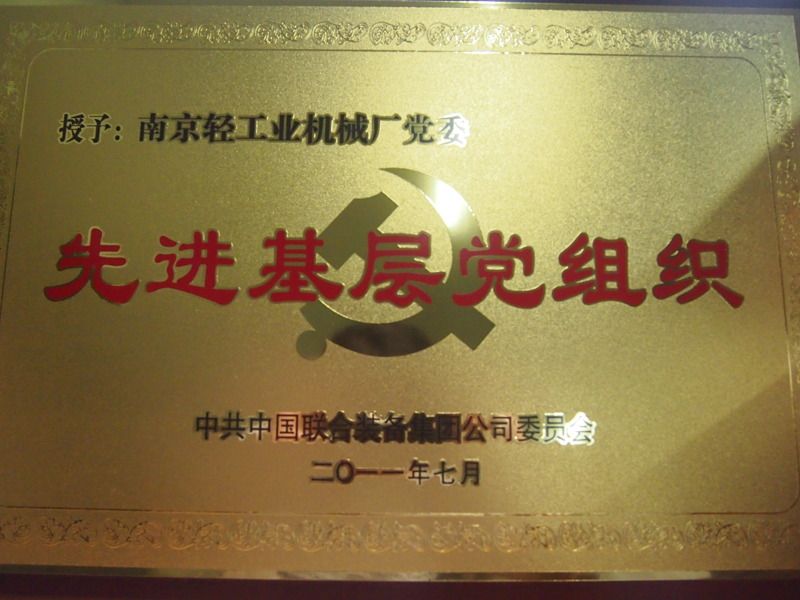 授予：南京轻工业机械厂党委
先进基层党组织
中共中国联合装备集团公司委员会
二〇一一年七月